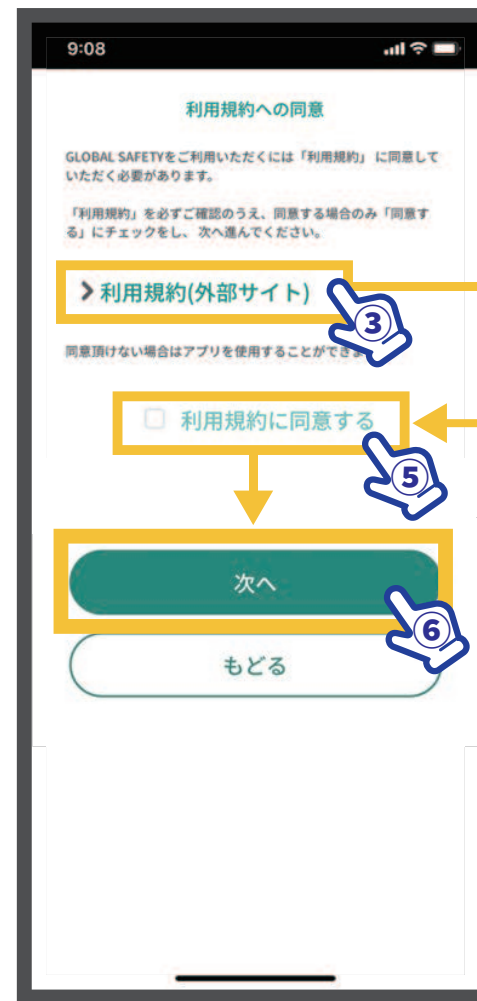 9:08
利用規約への同意
GLOBAL SAFETYをご利用いただくには「利用規約」 に同意して
いただく必要があります。
「利用規約」を必ずご確認のうえ、同意する場合のみ「同意す
る」にチェックをし、 次へ進んでください。
利用規約(外部サイト)
③
同意頂けない場合はアプリを使用することができま
利用規約に同意する
⑤
次へ
⑥
もどる